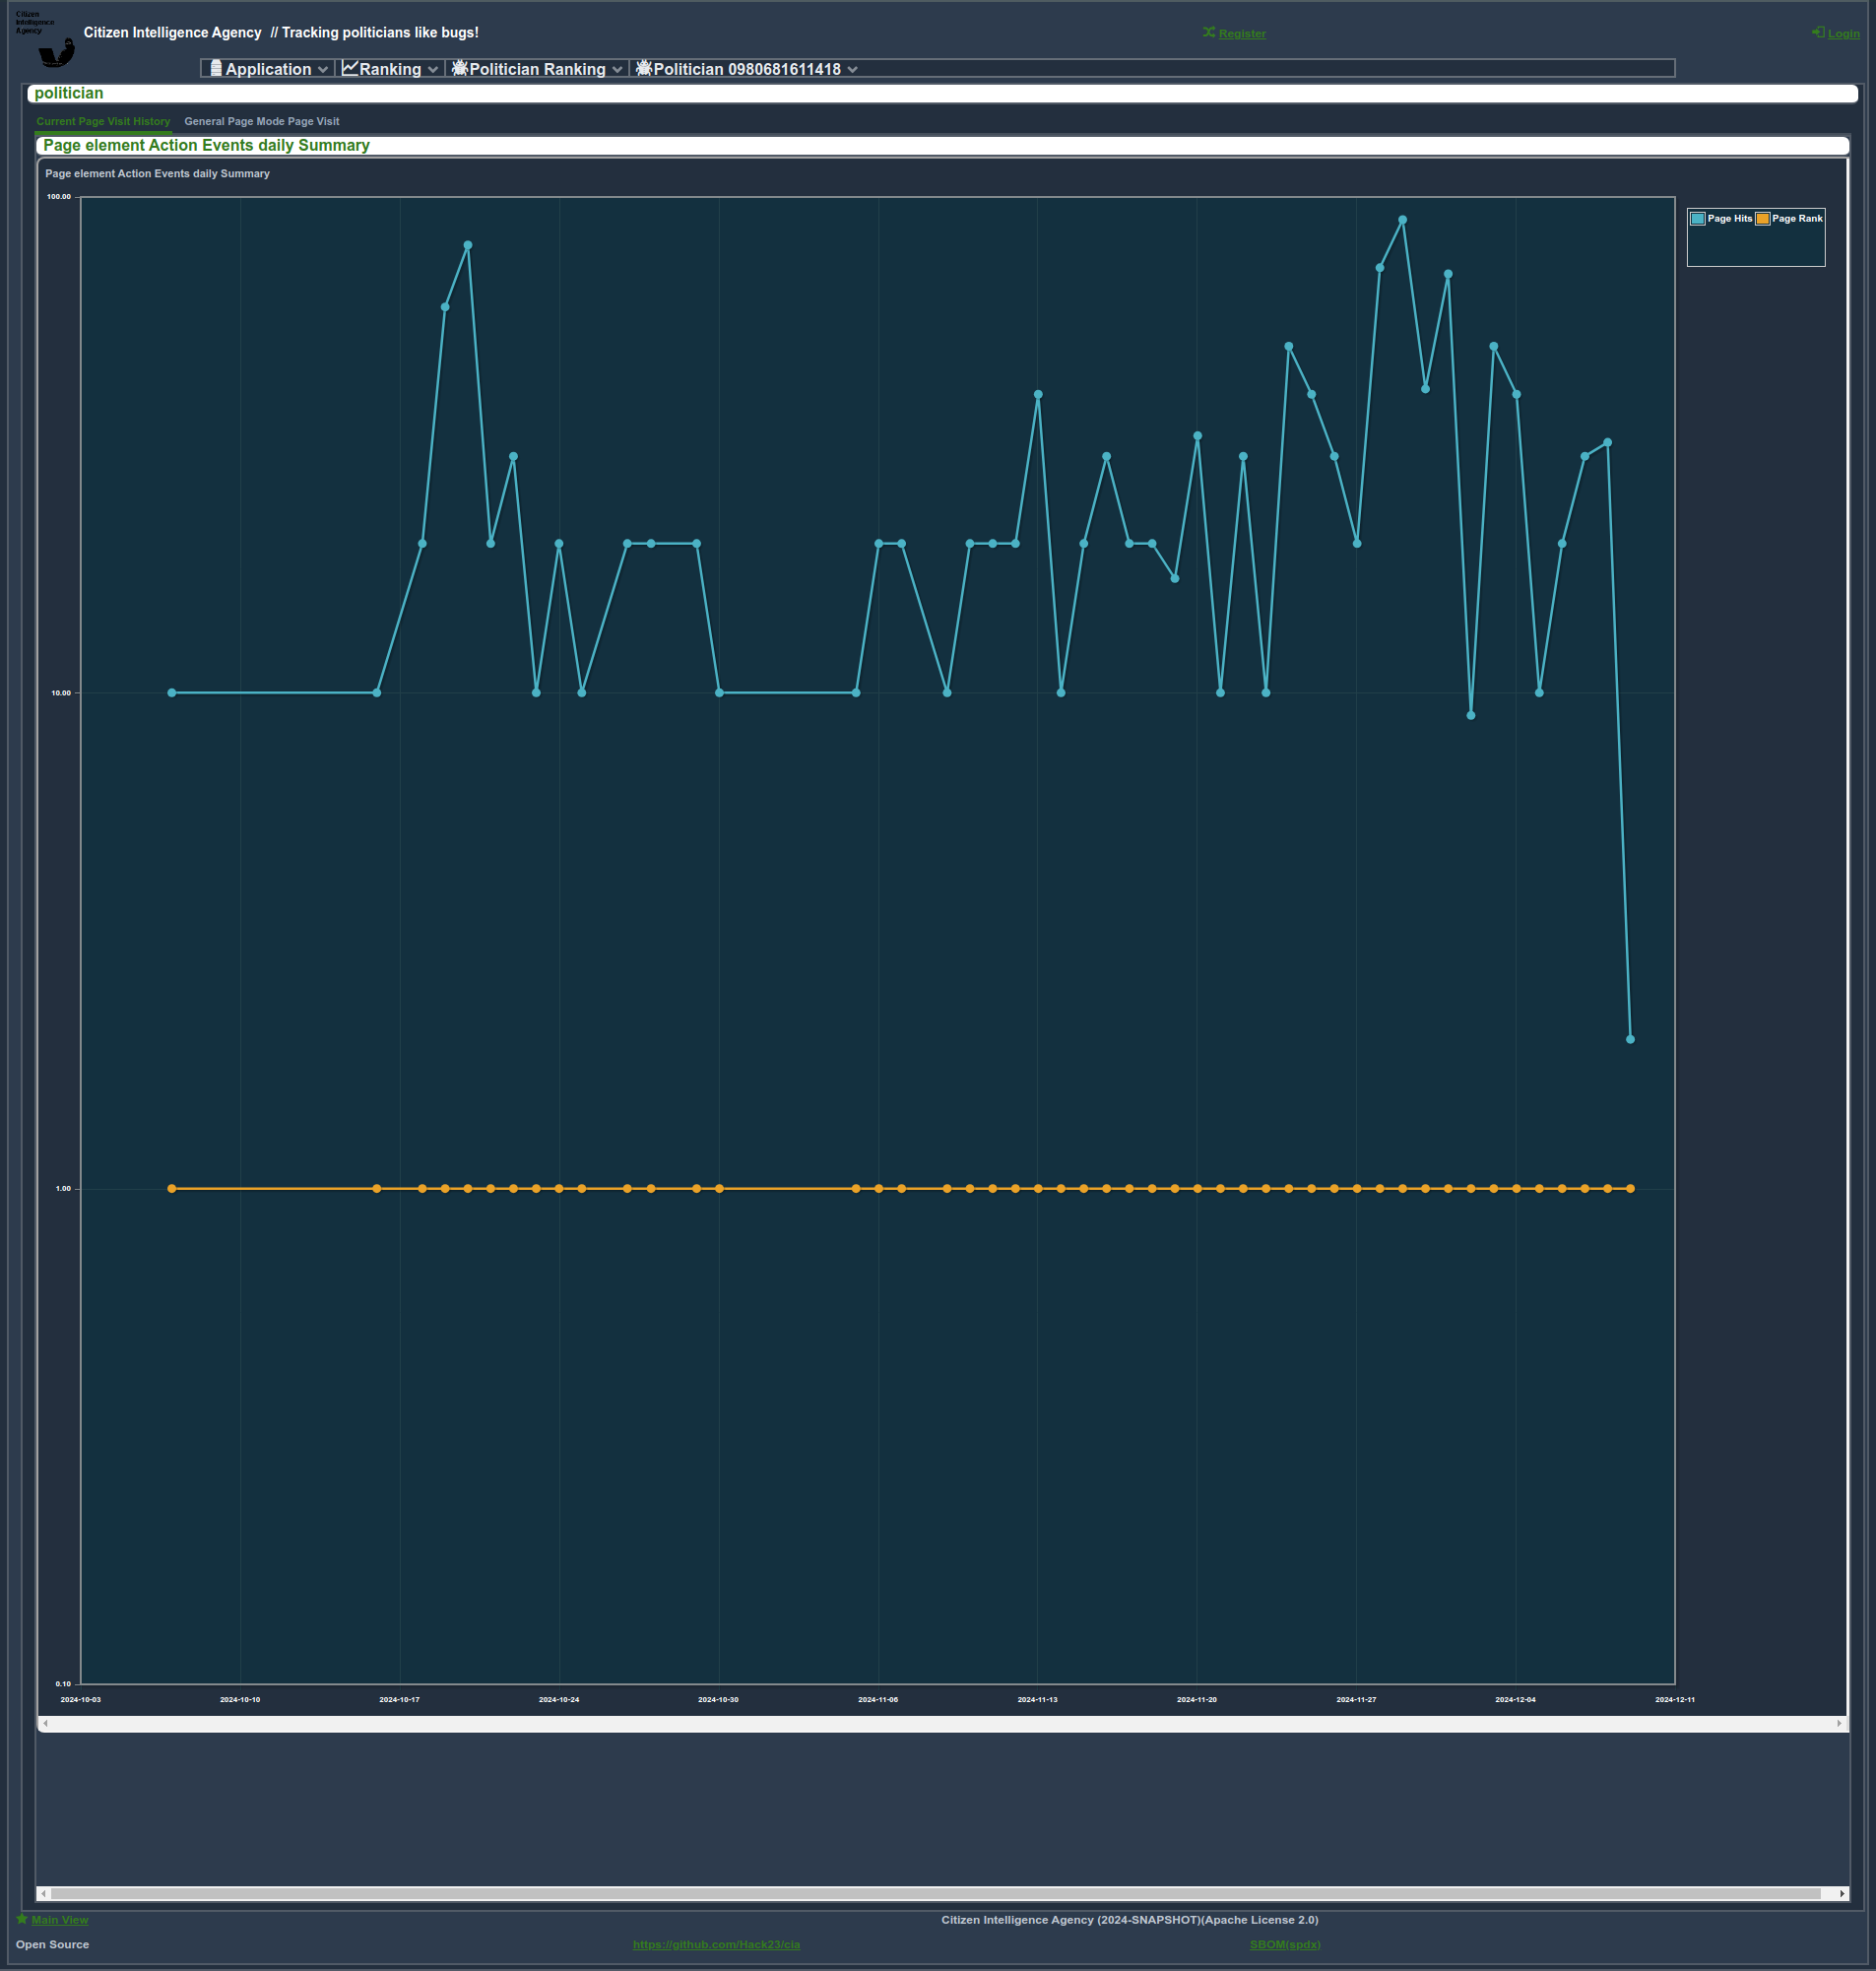 Citizen
Intelligence
Agency
Citizen Intelligence Agency // Tracking politicians like bugs!
Register
Login
Application Ranking Politician Ranking Politician 0980681611418
politician
Current Page Visit History General Page Mode Page Visit
Page element Action Events daily Summary
Page element Action Events daily Summary
100.00
Page Hits Page Rank
10.00
1.00
0.10
2024-10-03 2024-10-10 2024-10-17 2024-10-24 2024-10-30 2024-11-06 2024-11-13 2024-11-20 2024-11-27 2024-12-04 2024-12-11
Main View Citizen Intelligence Agency (2024-SNAPSHOT)(Apache License 2.0)
Open Source https://github.com/Hack23/cia SBOM(spdx)